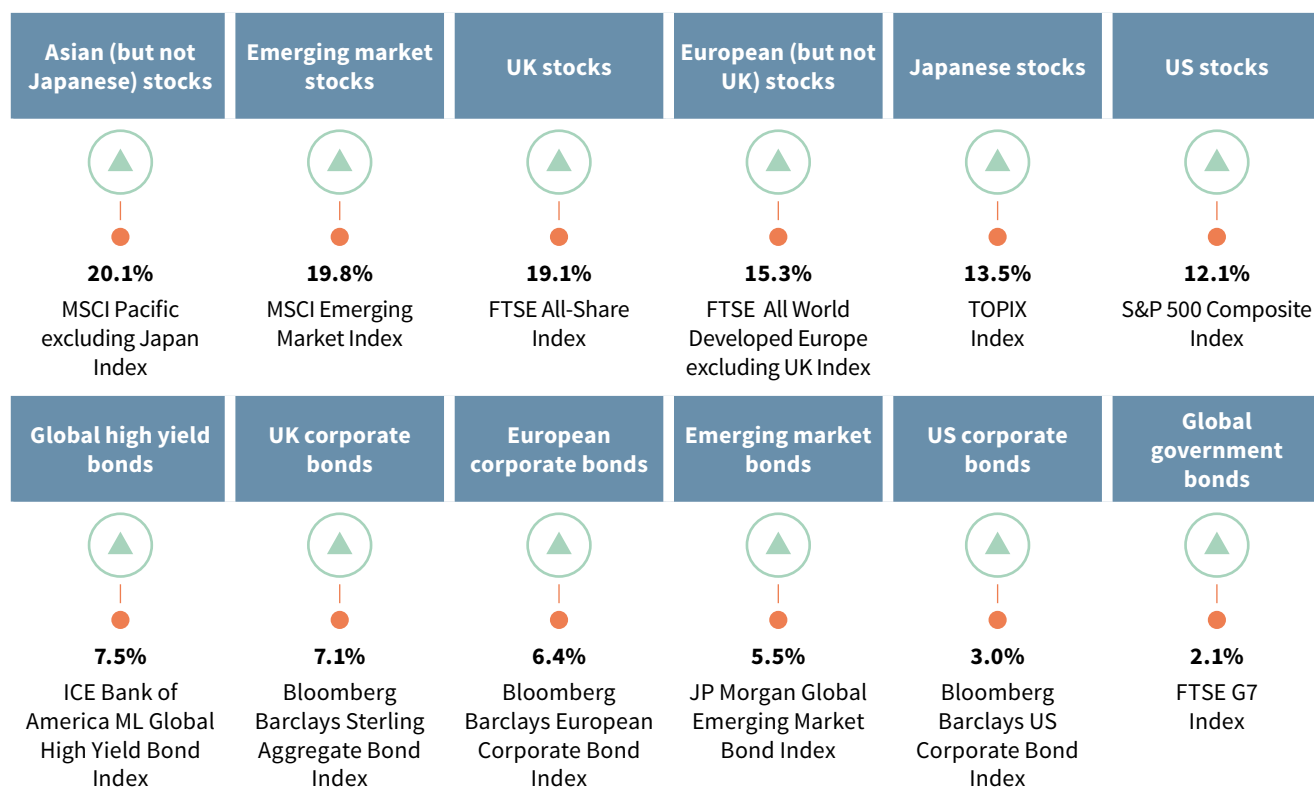 Asian (but not
Japanese) stocks
Emerging market
stocks
UK stocks
European (but not
UK) stocks
Japanese stocks
US stocks
20.1%
MSCI Pacific
excluding Japan
Index
19.8%
MSCI Emerging
Market Index
19.1%
FTSE All-Share
Index
15.3%
FTSE All World
Developed Europe
excluding UK Index
13.5%
TOPIX
Index
12.1%
S&P 500 Composite
Index
Global high yield
bonds
UK corporate
bonds
European
corporate bonds
Emerging market
bonds
US corporate
bonds
Global
government
bonds
7.5%
ICE Bank of
America ML Global
High Yield Bond
Index
7.1%
Bloomberg
Barclays Sterling
Aggregate Bond
Index
6.4%
Bloomberg
Barclays European
Corporate Bond
Index
5.5%
JP Morgan Global
Emerging Market
Bond Index
3.0%
Bloomberg
Barclays US
Corporate Bond
Index
2.1%
FTSE G7
Index